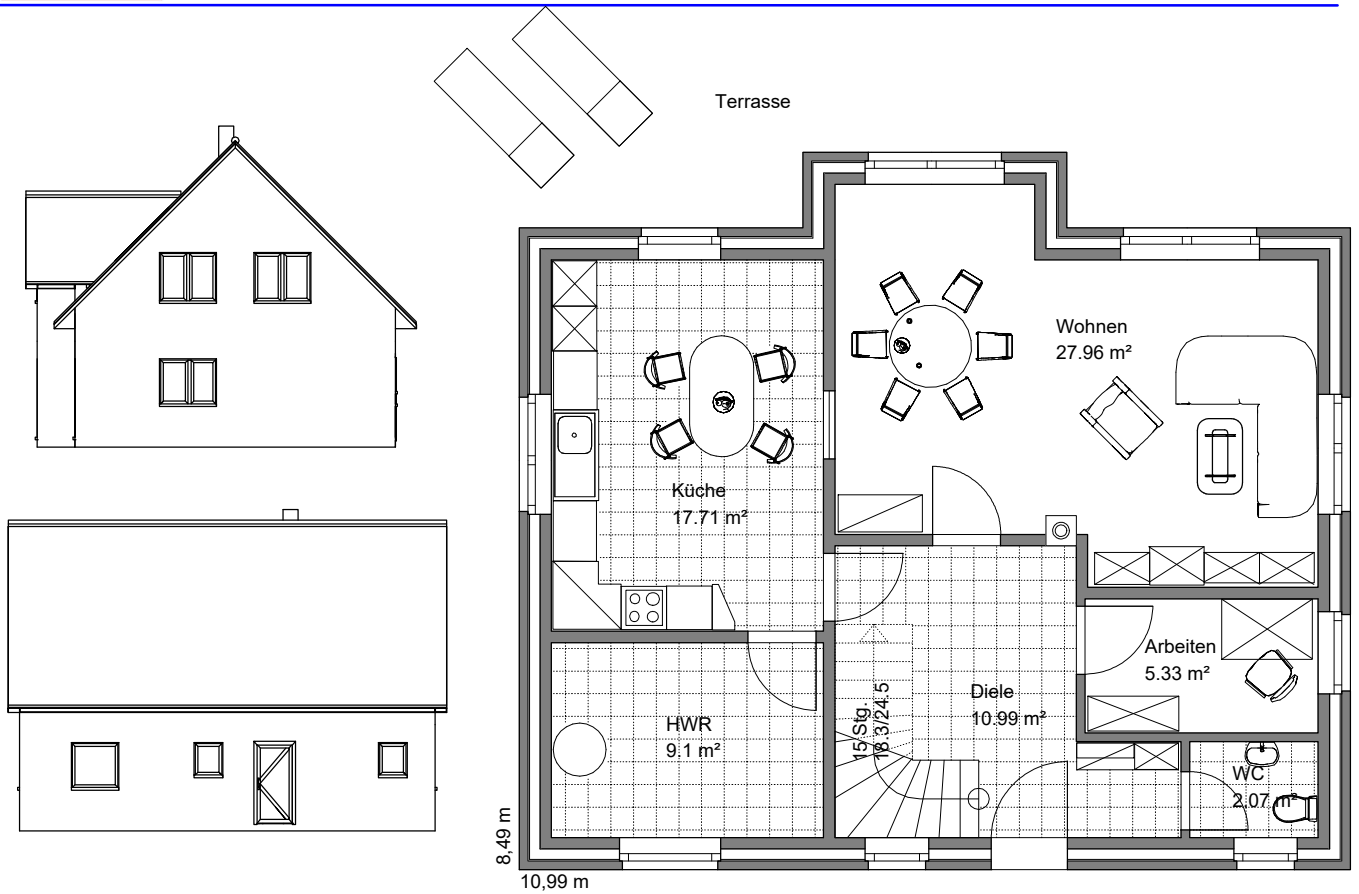 Terrasse
Wohnen
27.96 m²
Küche
17.71 m²
Arbeiten
5.33 m²
Diele
10.99 m²
15 Stg.
18.3/24.5
HWR
9.1 m²
WC
2.07 m²
8,49 m
10,99 m